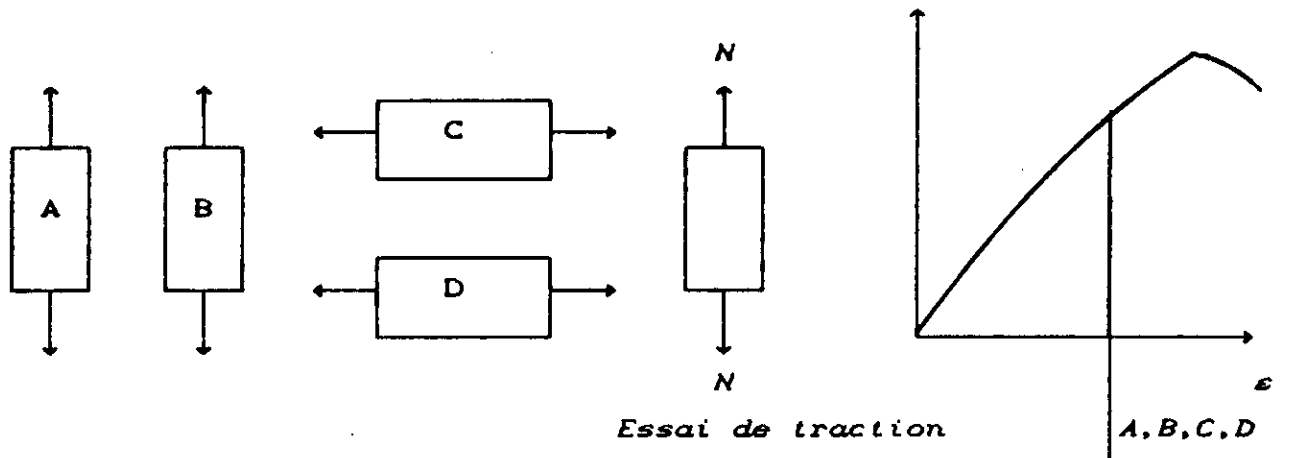 N
A
B
C
D
N
ε
Essai de traction
A,B,C,D